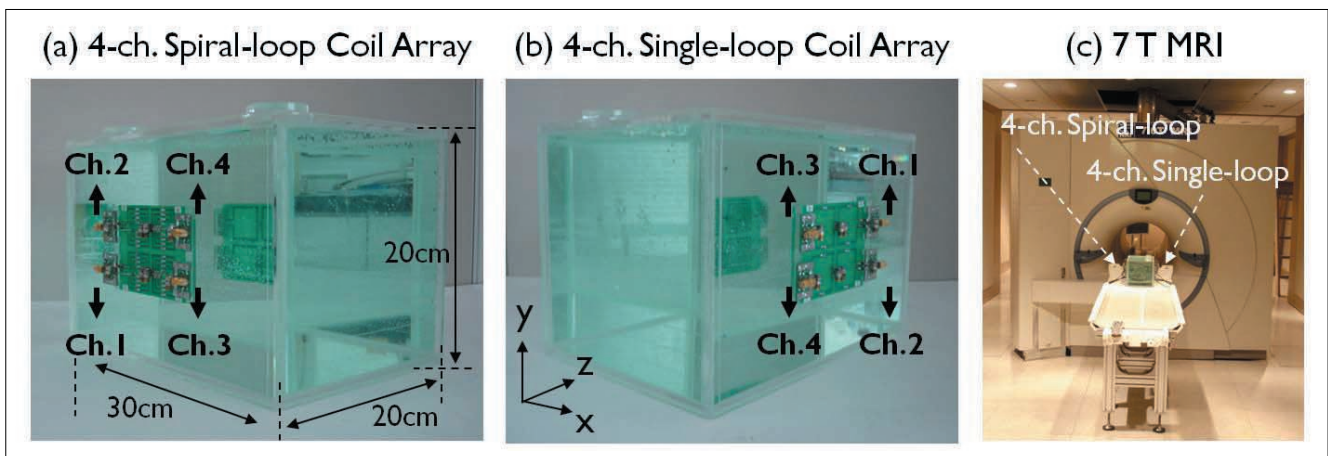 (a) 4-ch. Spiral-loop Coil Array
Ch.2 Ch.4
20cm
Ch.1 Ch.3
30cm
20cm
(b) 4-ch. Single-loop Coil Array
Ch.3 Ch.1
Ch.4 Ch.2
y
z
x
(c) 7 T MRI
4-ch. Spiral-loop
4-ch. Single-loop